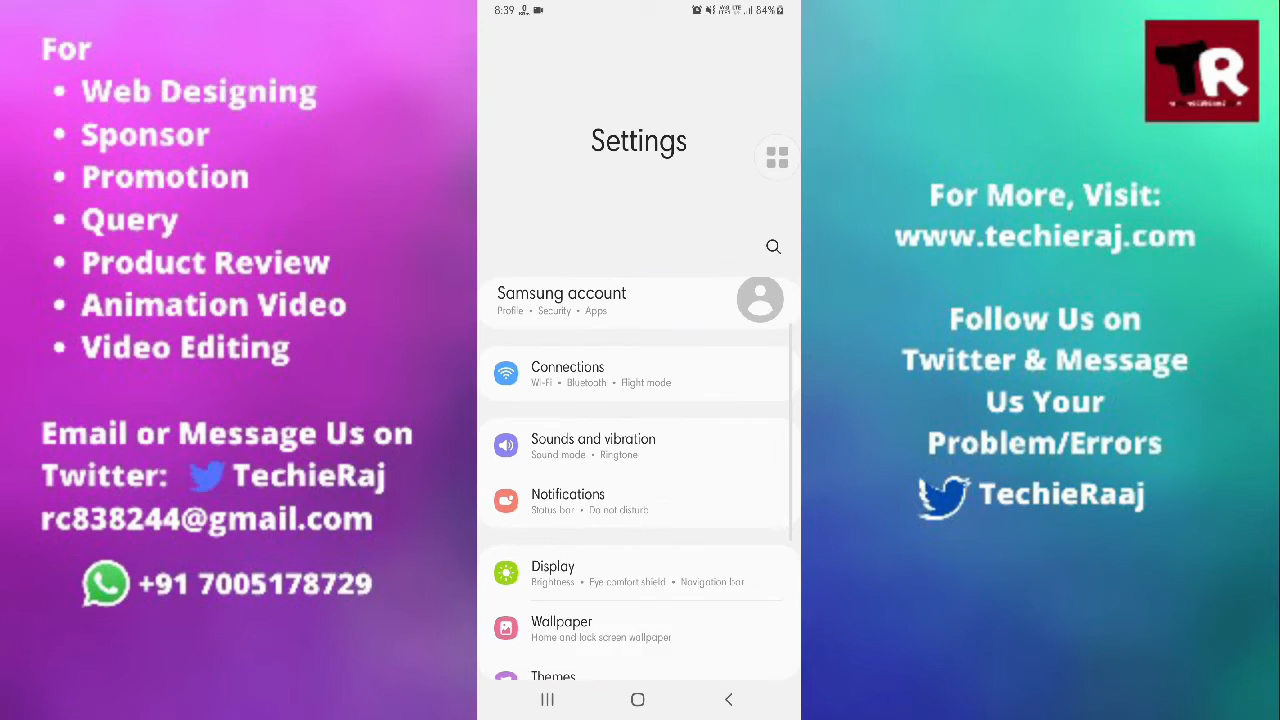 For
• Web Designing
• Sponsor
• Promotion
• Query
• Product Review
• Animation Video
• Video Editing
Email or Message Us on
Twitter: TechieRaj
rc838244@gmail.com
+91 7005178729
8:39
84%
Settings
Samsung account
Profile • Security • Apps
Connections
Wi-Fi • Bluetooth • Flight mode
Sounds and vibration
Sound mode • Ringtone
Notifications
Status bar • Do not disturb
Display
Brightness • Eye comfort shield • Navigation bar
Wallpaper
Home and lock screen wallpaper
Themes
TR
For More, Visit:
www.techieraj.com
Follow Us on
Twitter & Message
Us Your
Problem/Errors
TechieRaaj